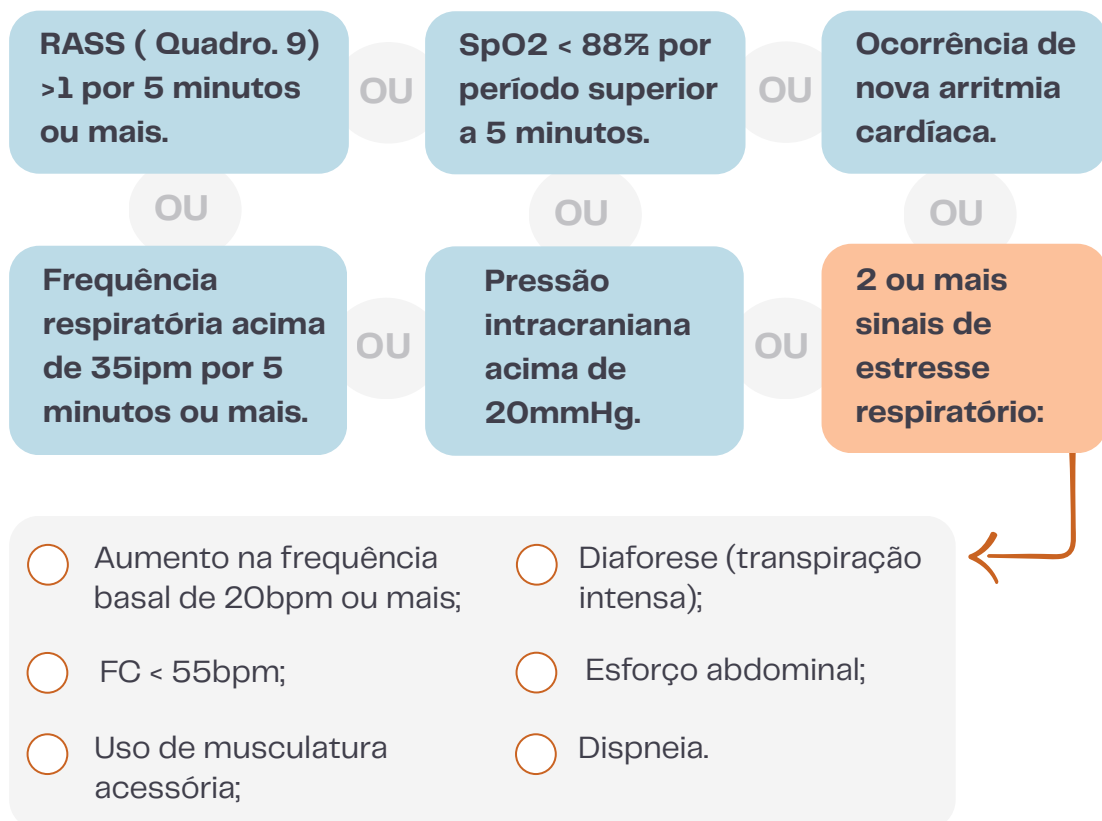 RASS ( Quadro. 9)
>1 por 5 minutos
ou mais.
OU
SpO2 < 88% por
período superior
a 5 minutos.
OU
Ocorrência de
nova arritmia
cardíaca.
OU
OU
OU
Frequência
respiratória acima
de 35ipm por 5
minutos ou mais.
OU
Pressão
intracraniana
acima de
20mmHg.
OU
2 ou mais
sinais de
estresse
respiratório:
Aumento na frequência
basal de 20bpm ou mais;
FC < 55bpm;
Uso de musculatura
acessória;
Diaforese (transpiração
intensa);
Esforço abdominal;
Dispneia.